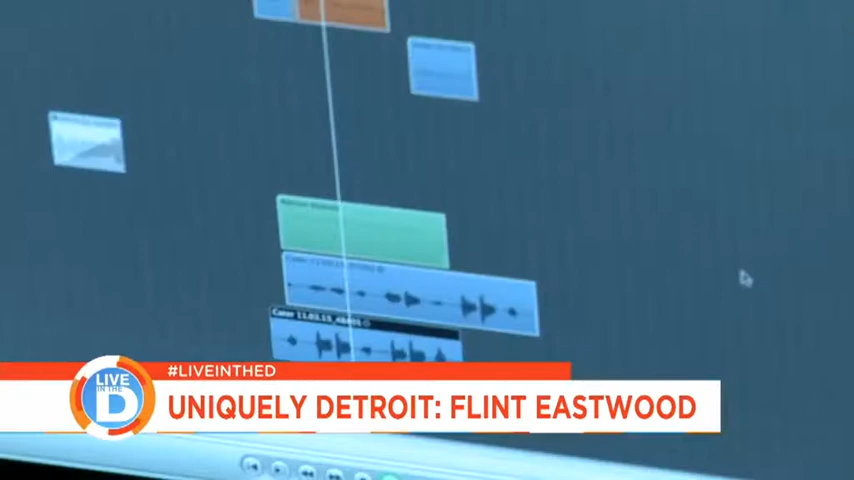 #LIVEINTHED
LIVE
IN THE
D
UNIQUELY DETROIT: FLINT EASTWOOD